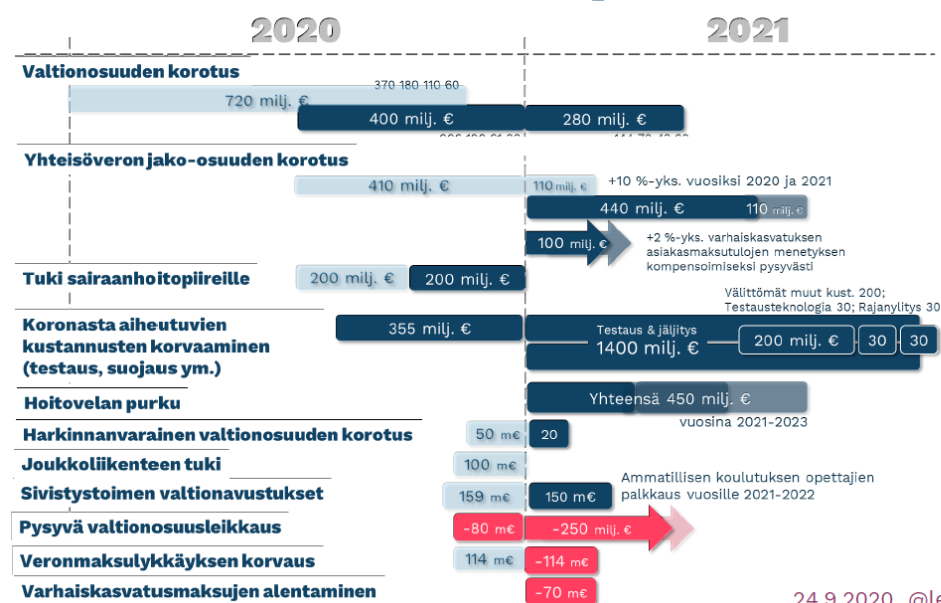 2020
2021
Valtionosuuden korotus
370 180 110 60
720 milj. €
400 milj. €
280 milj. €
Yhteisöveron jako-osuuden korotus
410 milj. €
110 milj. €
+10 %-yks. vuosiksi 2020 ja 2021
440 milj. €
110 milj. €
100 milj. €
+2 %-yks. varhaiskasvatuksen
asiakasmaksutulojen menetyksen
kompensoimiseksi pysyvästi
Tuki sairaanhoitopiireille
200 milj. €
200 milj. €
Välittömät muut kust. 200;
Testausteknologia 30; Rajanylitys 30
Koronasta aiheutuvien
kustannusten korvaaminen
(testaus, suojaus ym.)
355 milj. €
Testaus & jäljitys
1400 milj. €
200 milj. €
30
30
Hoitovelan purku
Yhteensä 450 milj. €
vuosina 2021-2023
Harkinnanvarainen valtionosuuden korotus
50 m€
20
Joukkoliikenteen tuki
100 m€
Sivistystoimen valtionavustukset
159 m€
150 m€
Ammatillisen koulutuksen opettajien
palkkaus vuosille 2021-2022
Pysyvä valtionosuusleikkaus
-80 m€
-250 milj. €
Veronmaksulykkäyksen korvaus
114 m€
-114 m€
Varhaiskasvatusmaksujen alentaminen
-70 m€
24.9.2020